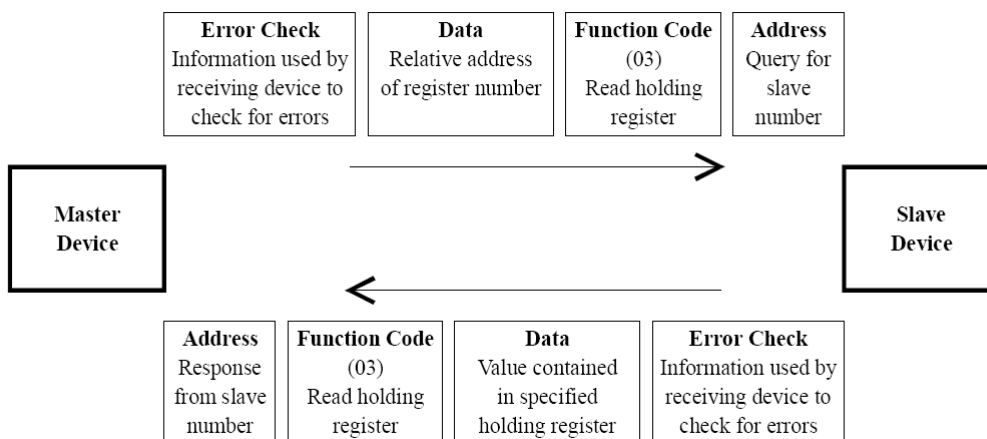 Error Check
Information used by
receiving device to
check for errors
Data
Relative address
of register number
Function Code
(03)
Read holding
register
Address
Query for
slave
number
Master
Device
Slave
Device
Address
Response
from slave
number
Function Code
(03)
Read holding
register
Data
Value contained
in specified
holding register
Error Check
Information used by
receiving device to
check for errors